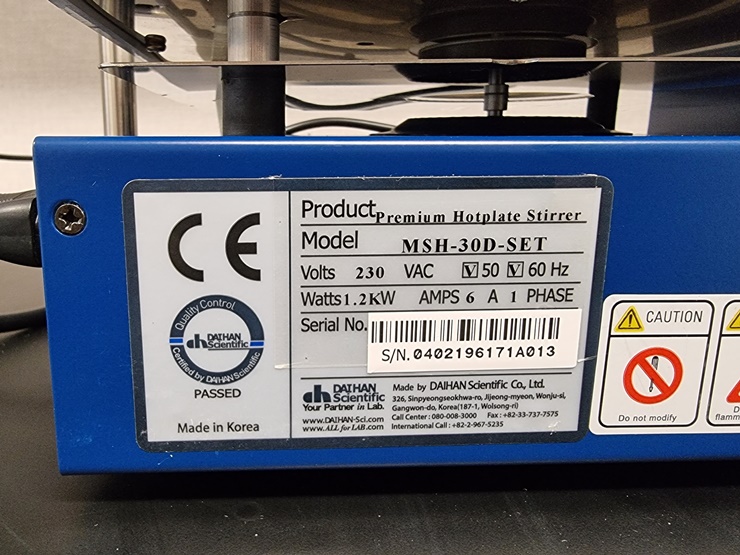 CE
Quality Control
DAIHAN Scientific
Certified by DAIHAN Scientific
PASSED
Made in Korea
Product Premium Hotplate Stirrer
Model MSH-30D-SET
Volts 230 VAC V 50 V 60 Hz
Watts 1.2KW AMPS 6 A 1 PHASE
Serial No.
S/N. 0402196171A013
dh DAIHAN Scientific
Your Partner in Lab.
www.DAIHAN-Sci.com
www.ALLforLAB.com
Made by DAIHAN Scientific Co., Ltd.
326, Sinpyeongseokhwa-ro, Jijeong-myeon, Wonju-si,
Gangwon-do, Korea(187-1, Wolsong-ri)
Call Center : 080-008-3000 Fax : +82-33-737-7575
International Call : +82-2-967-5235
CAUTION
Do not modify